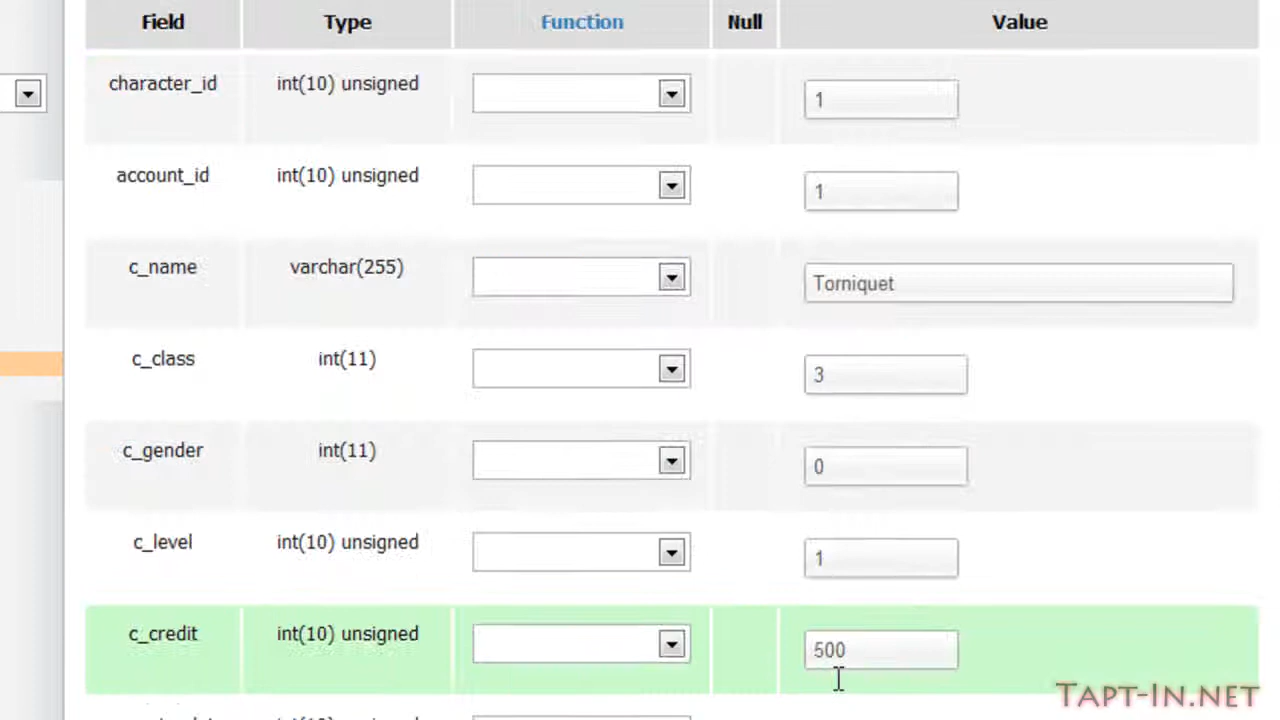 Field Type Function Null Value
character_id int(10) unsigned 1
account_id int(10) unsigned 1
c_name varchar(255) Torniquet
c_class int(11) 3
c_gender int(11) 0
c_level int(10) unsigned 1
c_credit int(10) unsigned 500
Tapt-In.net